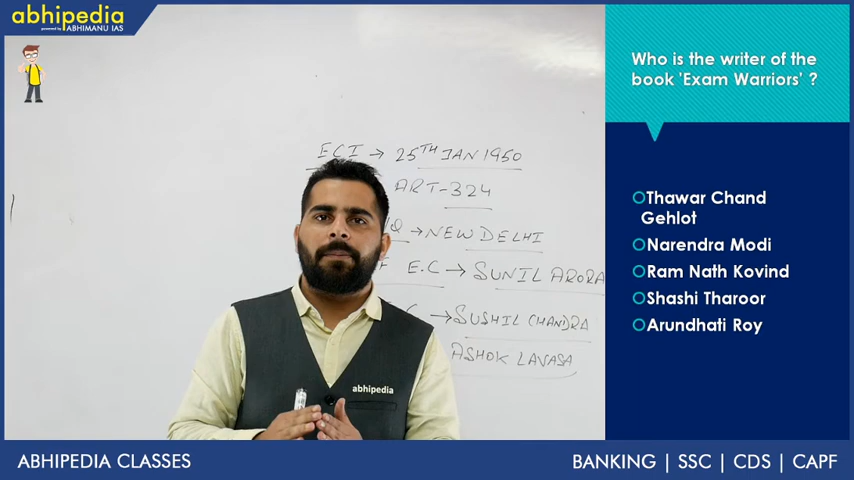 abhipedia
powered by ABHIMANU IAS
Who is the writer of the
book 'Exam Warriors' ?
ECI → 25TH JAN 1950
ART-324
→ NEW DELHI
E.C → SUNIL ARORA
→ SUSHIL CHANDRA
ASHOK LAVASA
abhipedia
Thawar Chand
Gehlot
Narendra Modi
Ram Nath Kovind
Shashi Tharoor
Arundhati Roy
ABHIPEDIA CLASSES
BANKING | SSC | CDS | CAPF